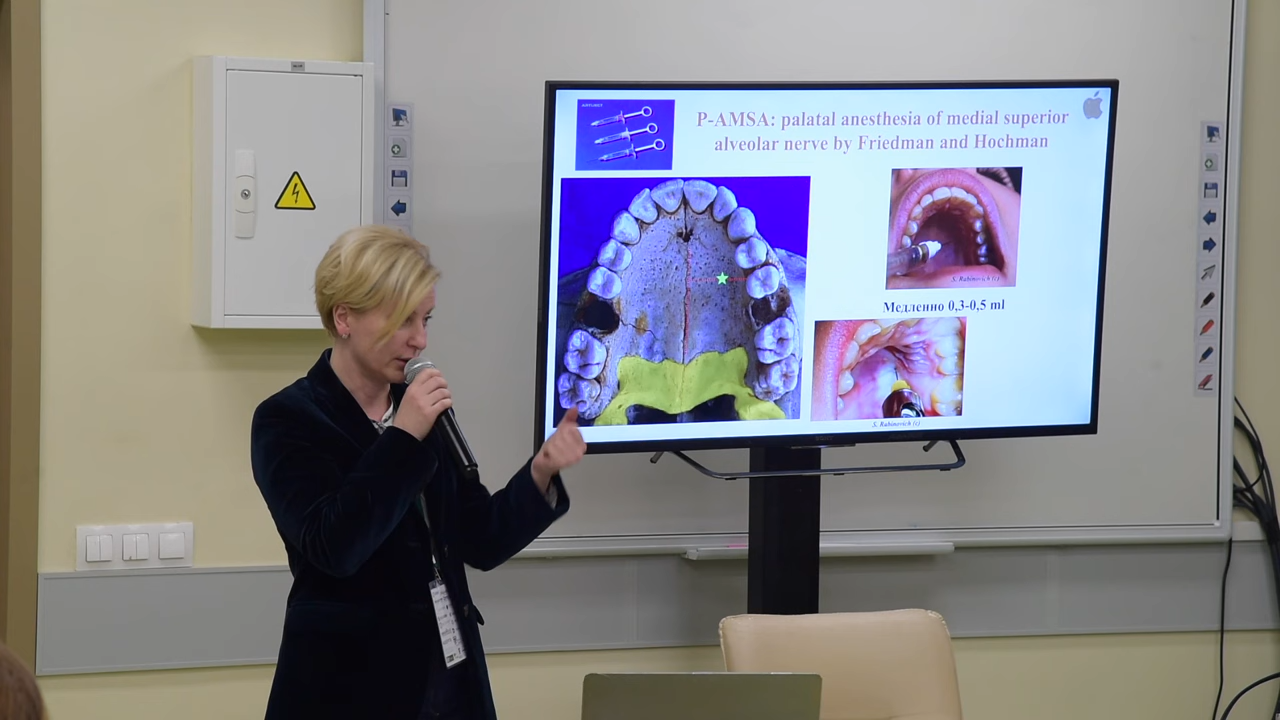 P-AMSA: palatal anesthesia of medial superior
alveolar nerve by Friedman and Hochman
S. Rabinovich (c)
Медленно 0,3-0,5 ml
S. Rabinovich (c)